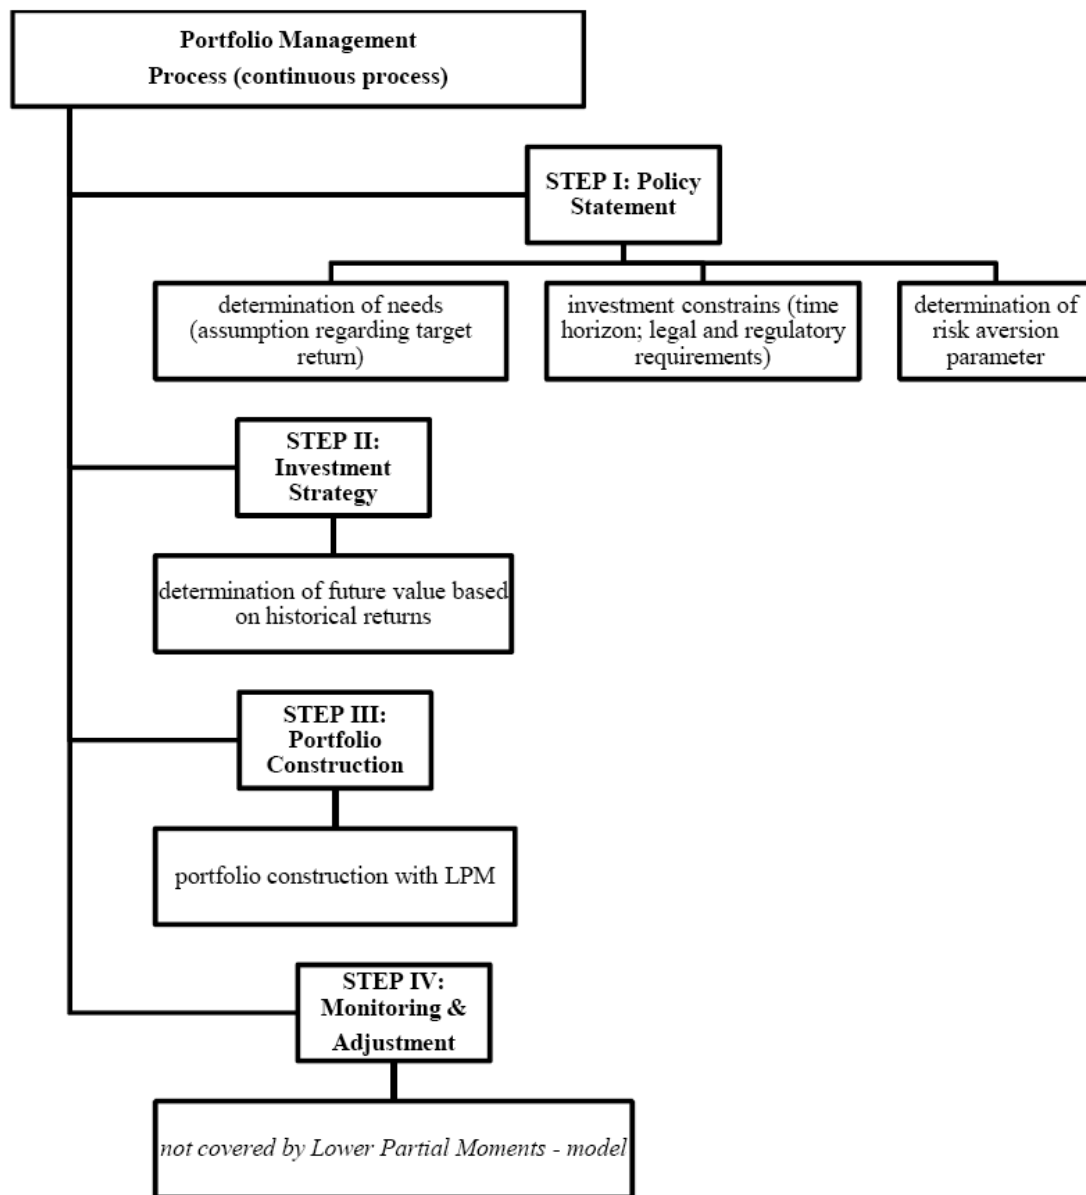 Portfolio Management
Process (continuous process)
STEP I: Policy
Statement
determination of needs
(assumption regarding target
return)
investment constrains (time
horizon; legal and regulatory
requirements)
determination of
risk aversion
parameter
STEP II:
Investment
Strategy
determination of future value based
on historical returns
STEP III:
Portfolio
Construction
portfolio construction with LPM
STEP IV:
Monitoring &
Adjustment
not covered by Lower Partial Moments - model